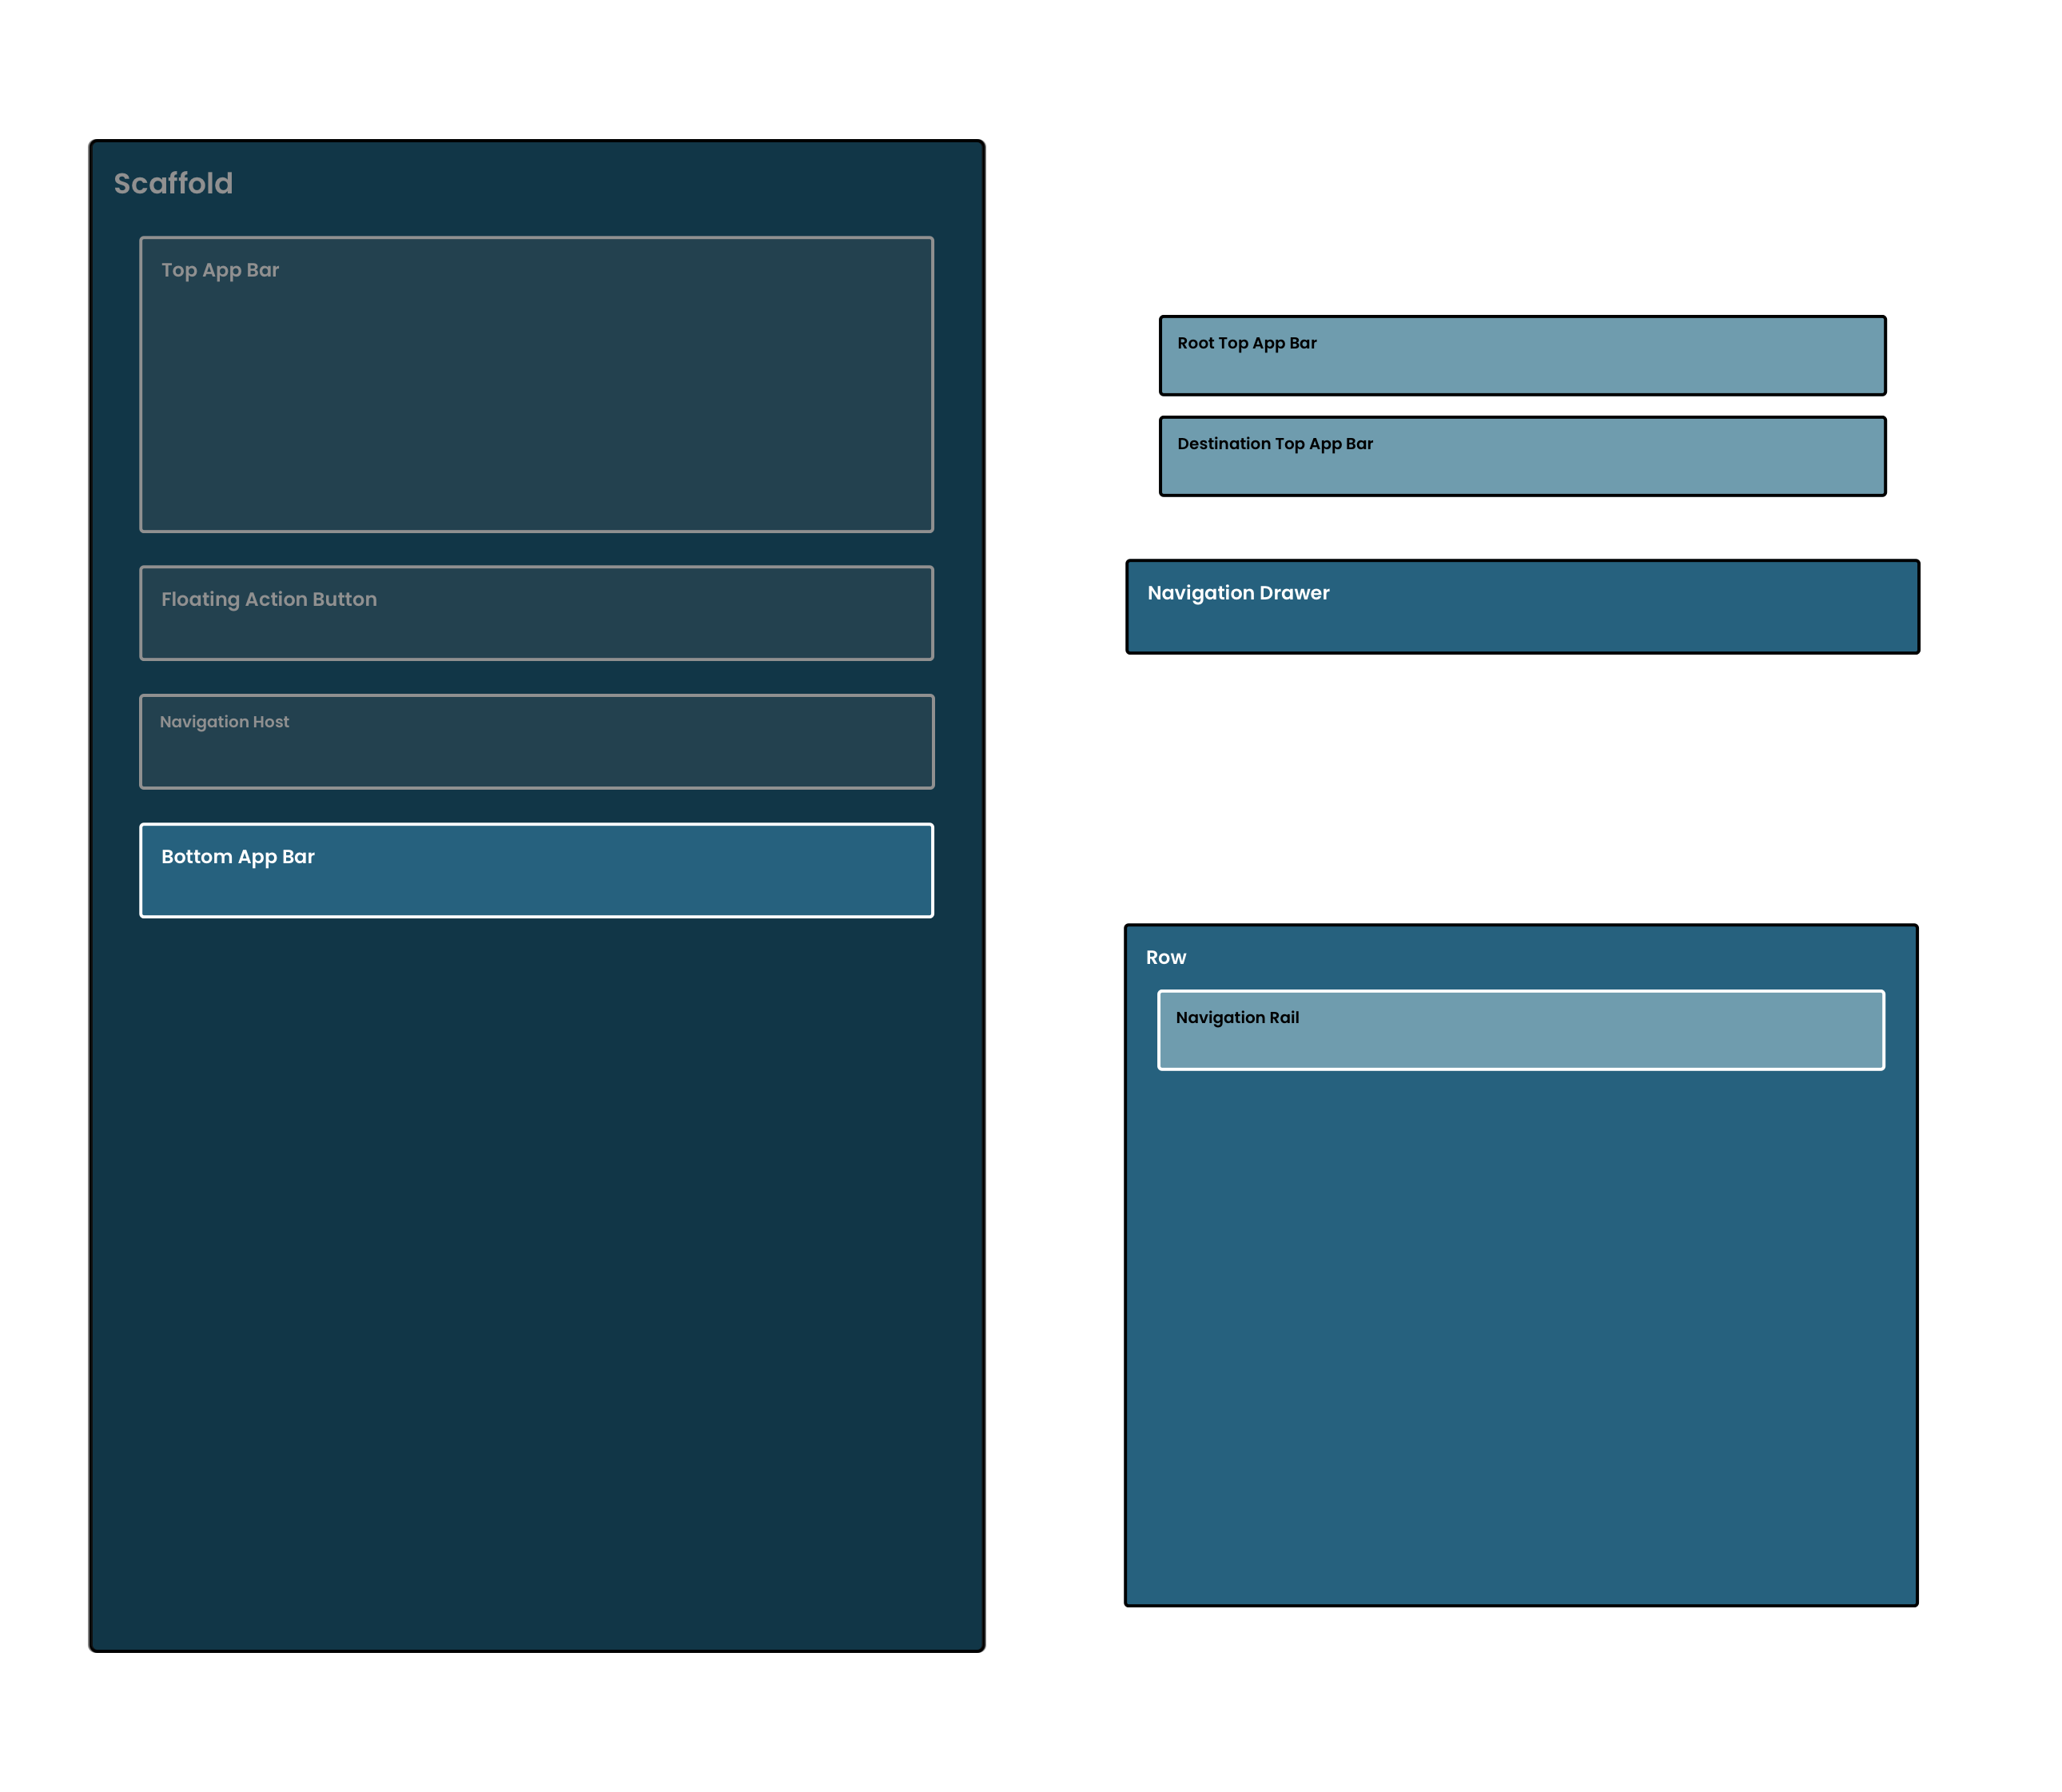 Scaffold
Top App Bar
Floating Action Button
Navigation Host
Bottom App Bar
Root Top App Bar
Destination Top App Bar
Navigation Drawer
Row
Navigation Rail